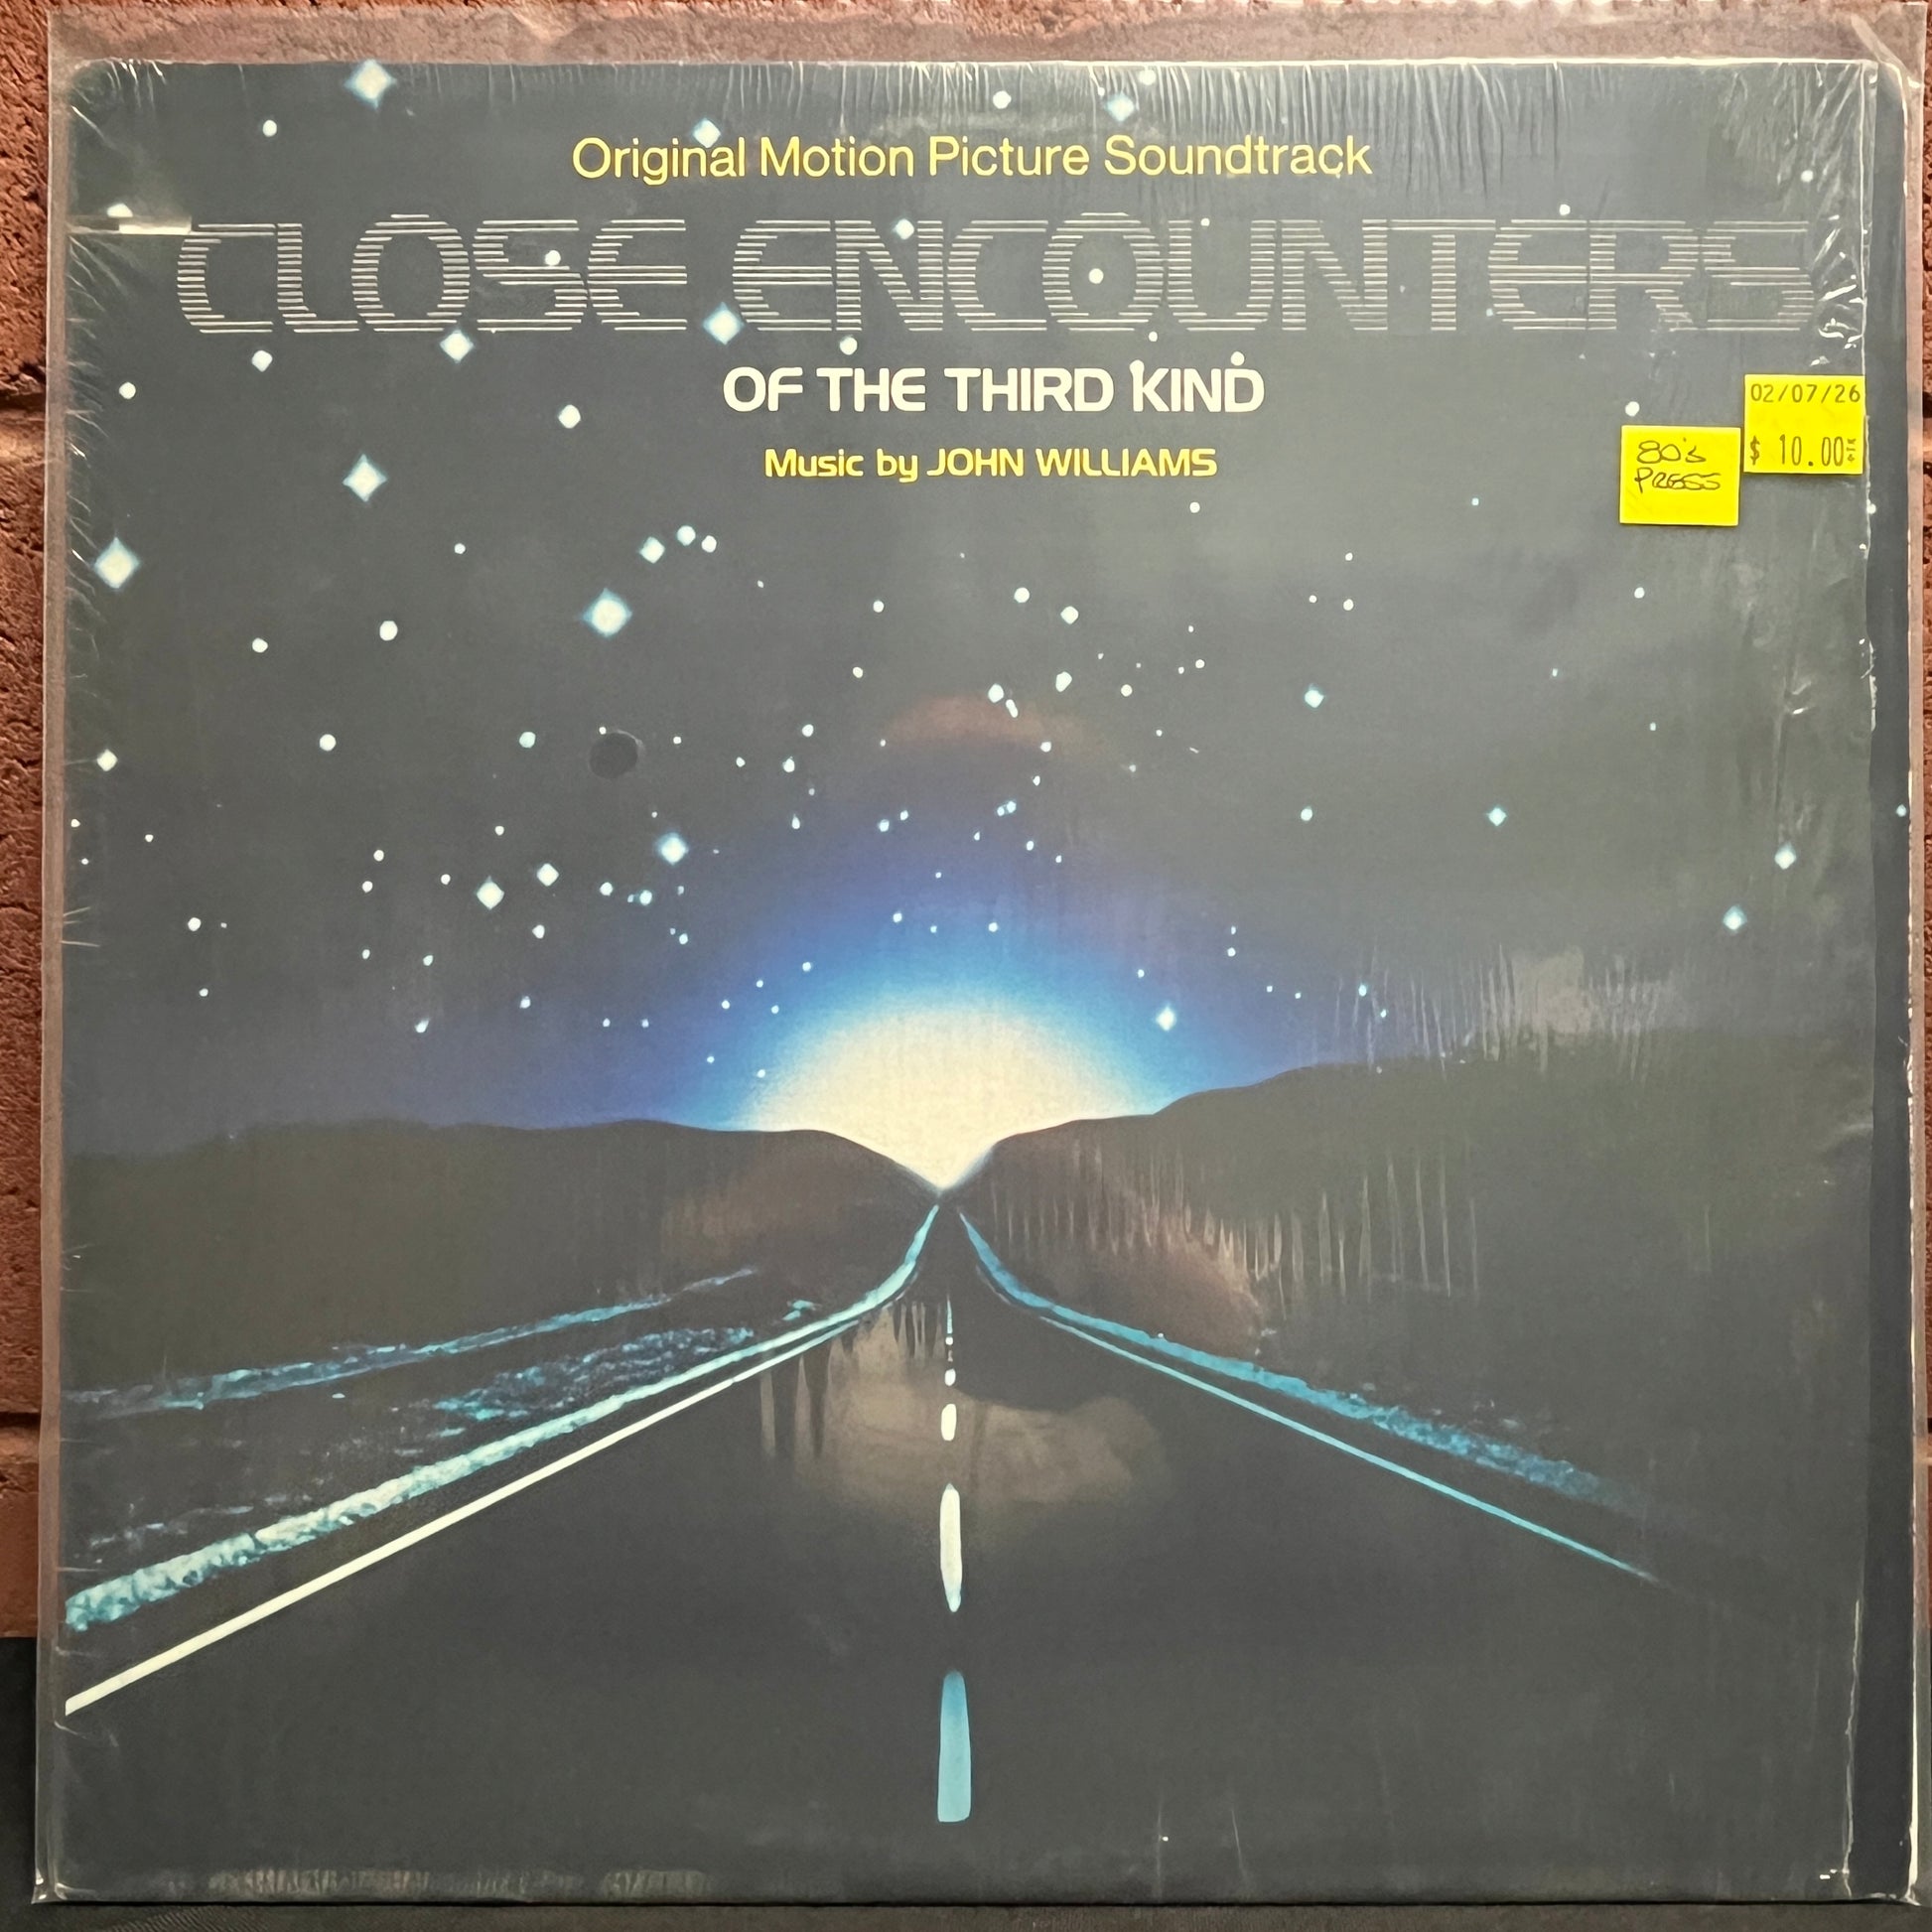 Original Motion Picture Soundtrack
CLOSE ENCOUNTERS
OF THE THIRD KIND
Music by JOHN WILLIAMS
02/07/26
$ 10.00
80's
PRESS